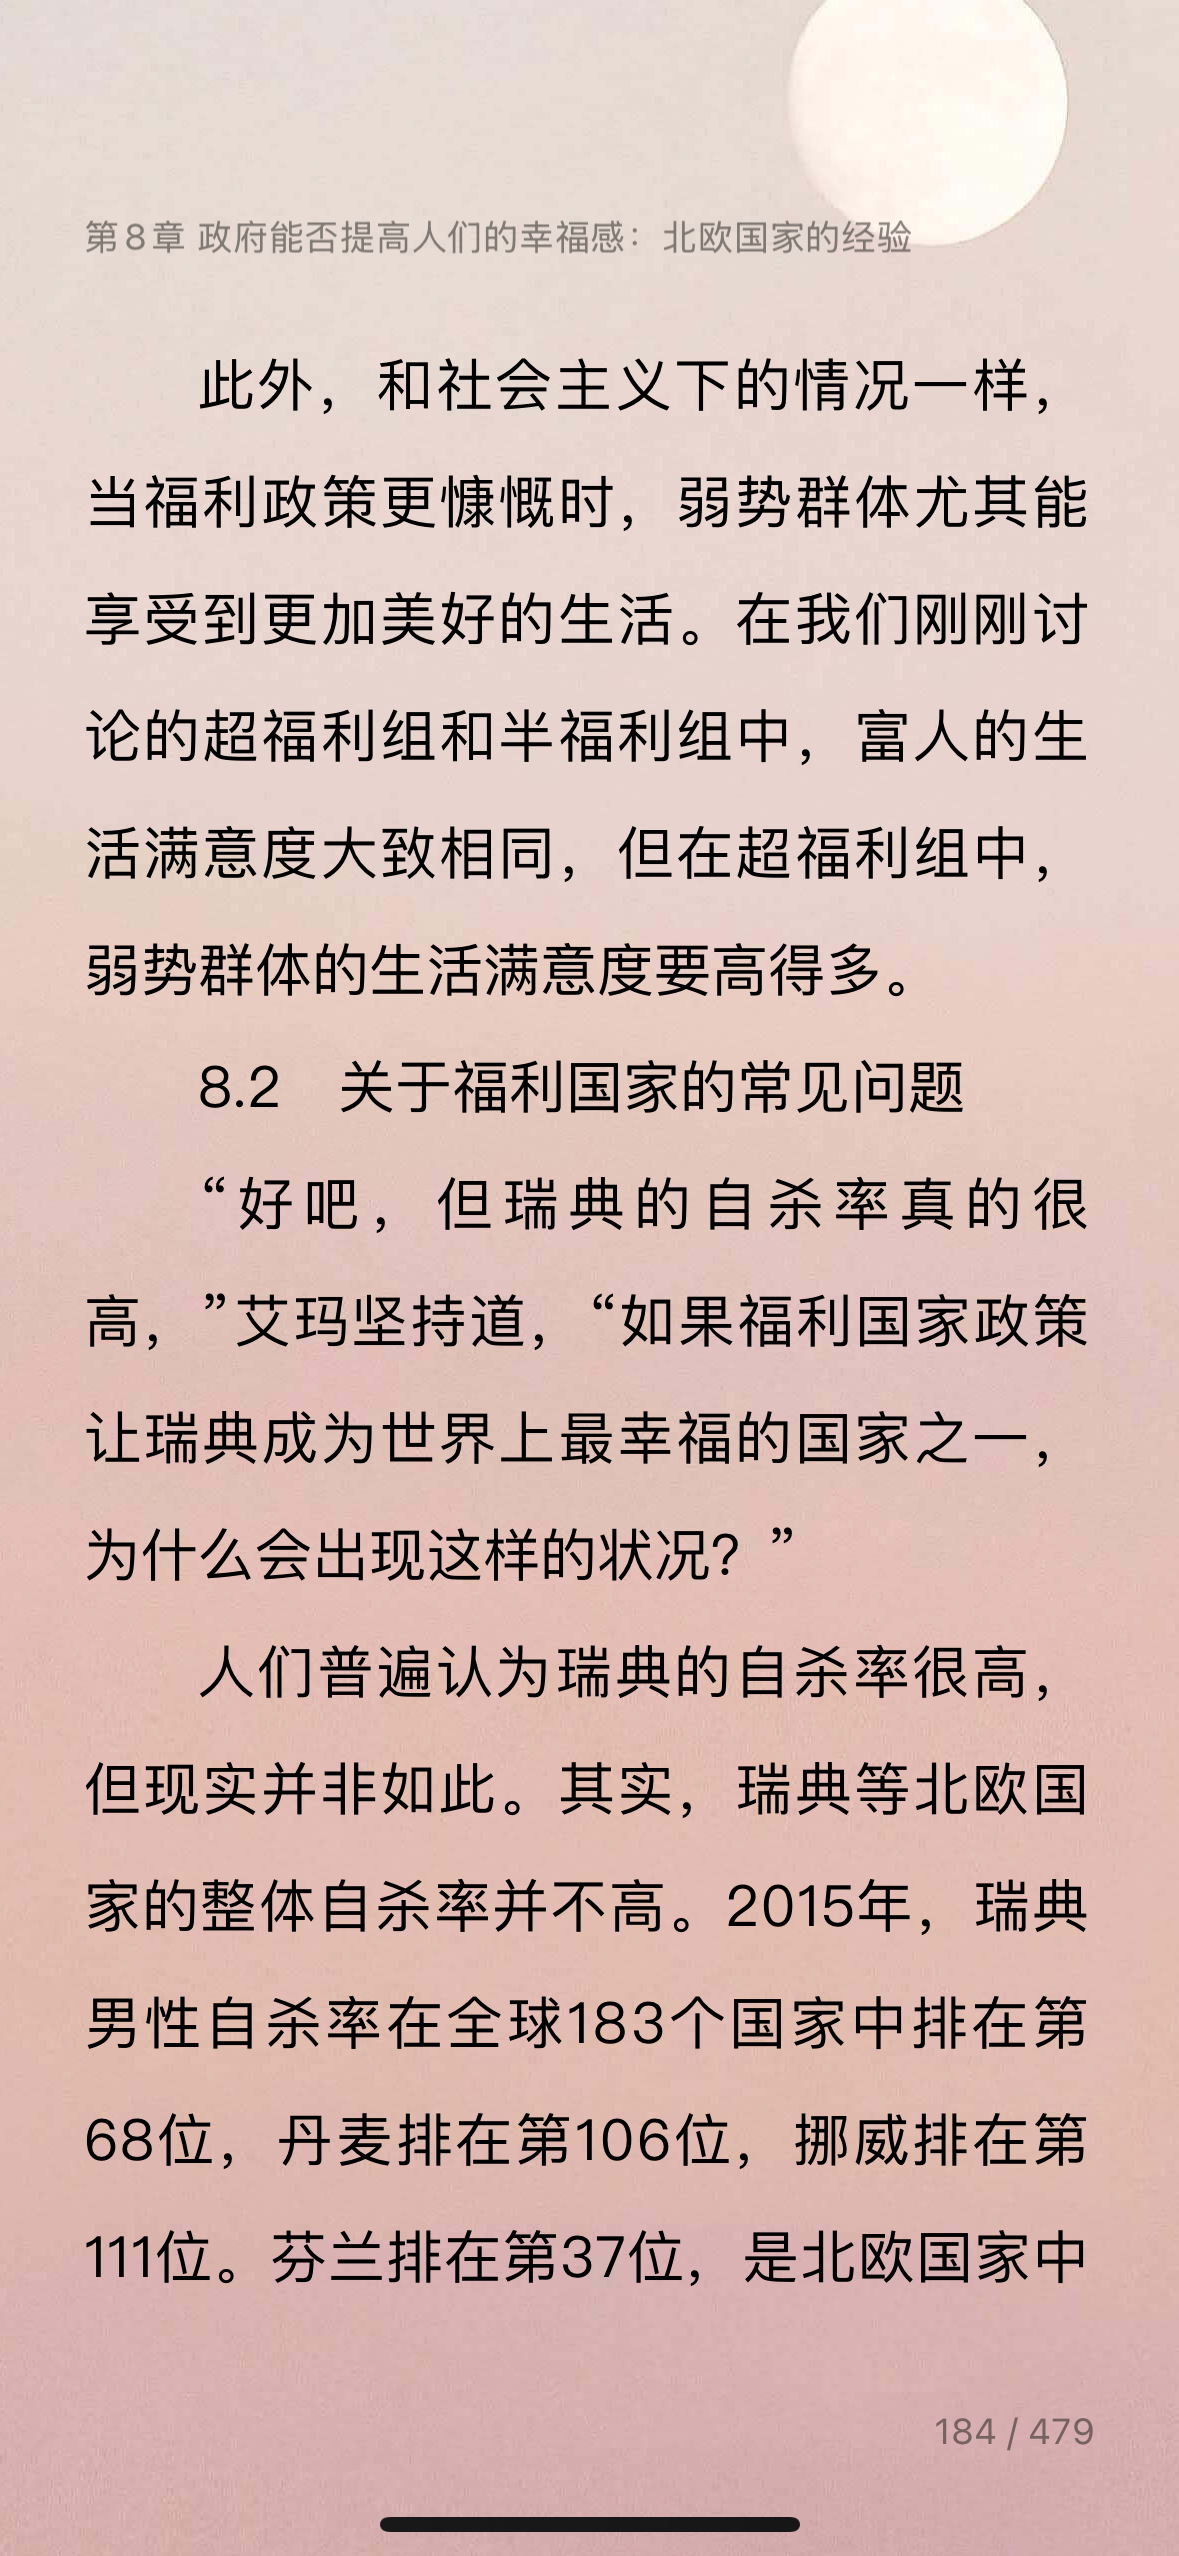 第8章 政府能否提高人们的幸福感：北欧国家的经验
此外，和社会主义下的情况一样，
当福利政策更慷慨时，弱势群体尤其能
享受到更加美好的生活。在我们刚刚讨
论的超福利组和半福利组中，富人的生
活满意度大致相同，但在超福利组中，
弱势群体的生活满意度要高得多。
8.2　关于福利国家的常见问题
“好吧，但瑞典的自杀率真的很
高，”艾玛坚持道，“如果福利国家政策
让瑞典成为世界上最幸福的国家之一，
为什么会出现这样的状况？”
人们普遍认为瑞典的自杀率很高，
但现实并非如此。其实，瑞典等北欧国
家的整体自杀率并不高。2015年，瑞典
男性自杀率在全球183个国家中排在第
68位，丹麦排在第106位，挪威排在第
111位。芬兰排在第37位，是北欧国家中
184 / 479